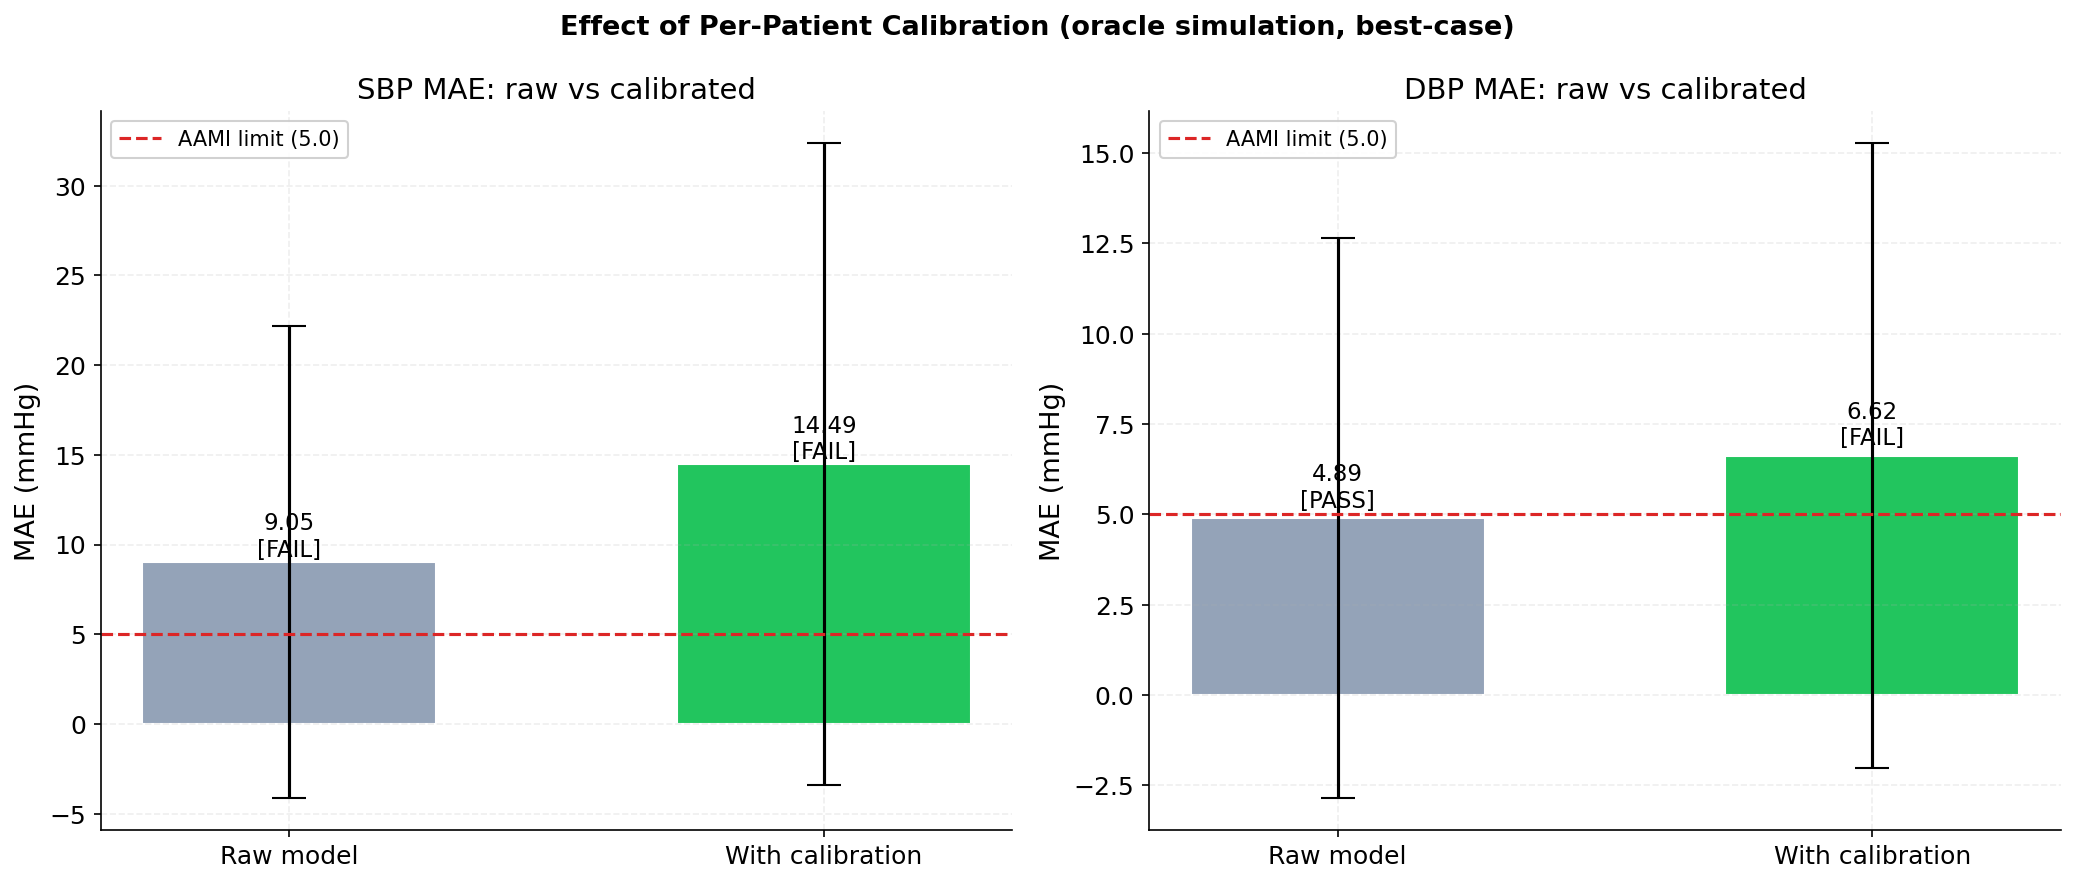 Effect of Per-Patient Calibration (oracle simulation, best-case)
SBP MAE: raw vs calibrated
AAMI limit (5.0)
MAE (mmHg)
30
25
20
15
10
5
0
−5
9.05
[FAIL]
14.49
[FAIL]
Raw model
With calibration
DBP MAE: raw vs calibrated
AAMI limit (5.0)
MAE (mmHg)
15.0
12.5
10.0
7.5
5.0
2.5
0.0
−2.5
4.89
[PASS]
6.62
[FAIL]
Raw model
With calibration